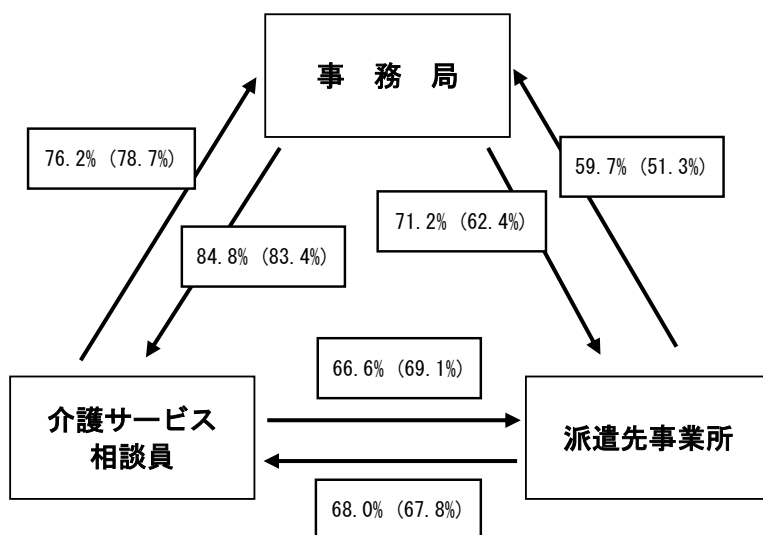 事　務　局
76.2% (78.7%)
59.7% (51.3%)
71.2% (62.4%)
84.8% (83.4%)
66.6% (69.1%)
介護サービス
相談員
派遣先事業所
68.0% (67.8%)